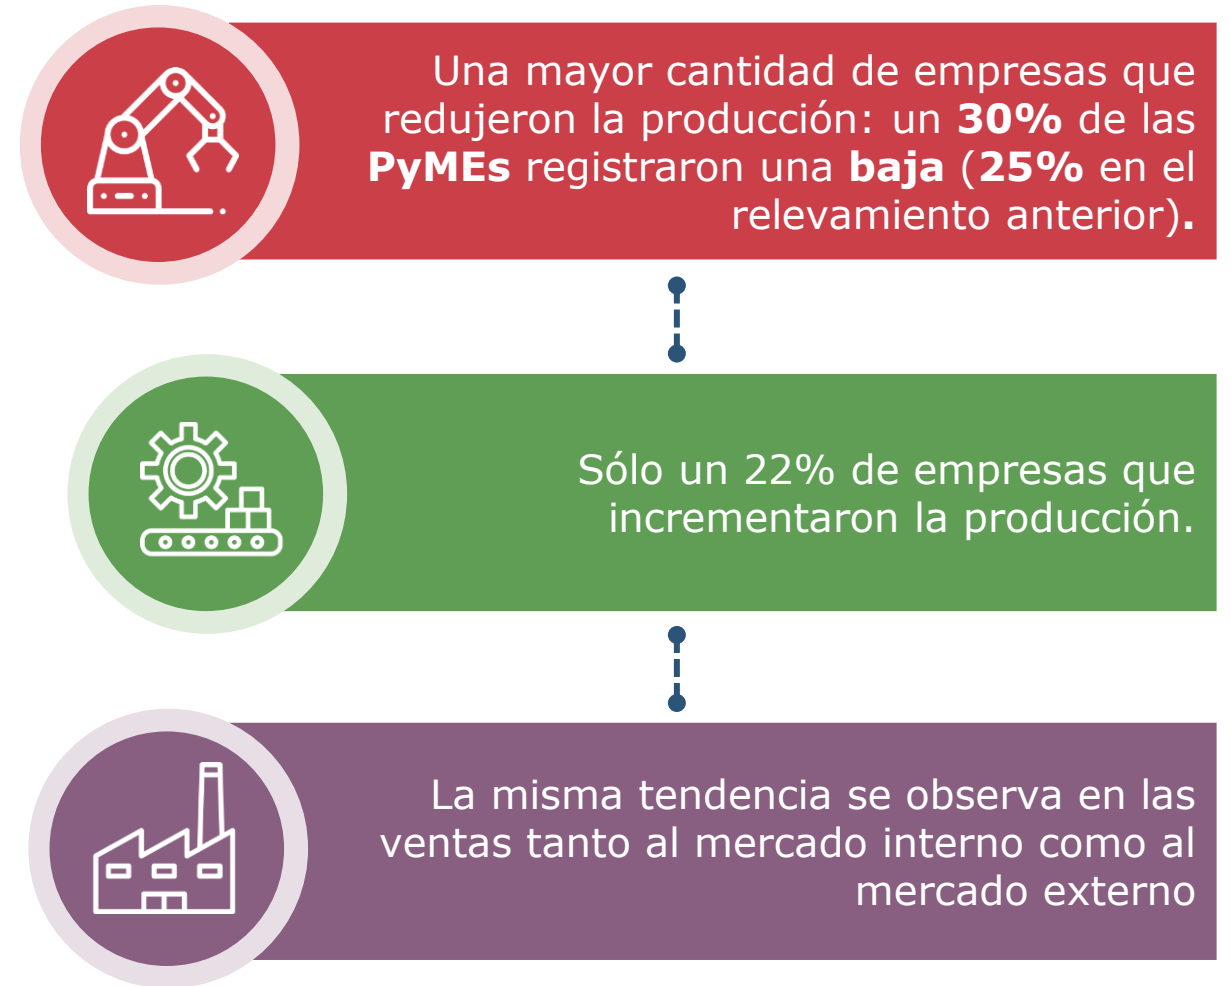 Una mayor cantidad de empresas que
redujeron la producción: un 30% de las
PyMEs registraron una baja (25% en el
relevamiento anterior).
Sólo un 22% de empresas que
incrementaron la producción.
La misma tendencia se observa en las
ventas tanto al mercado interno como al
mercado externo